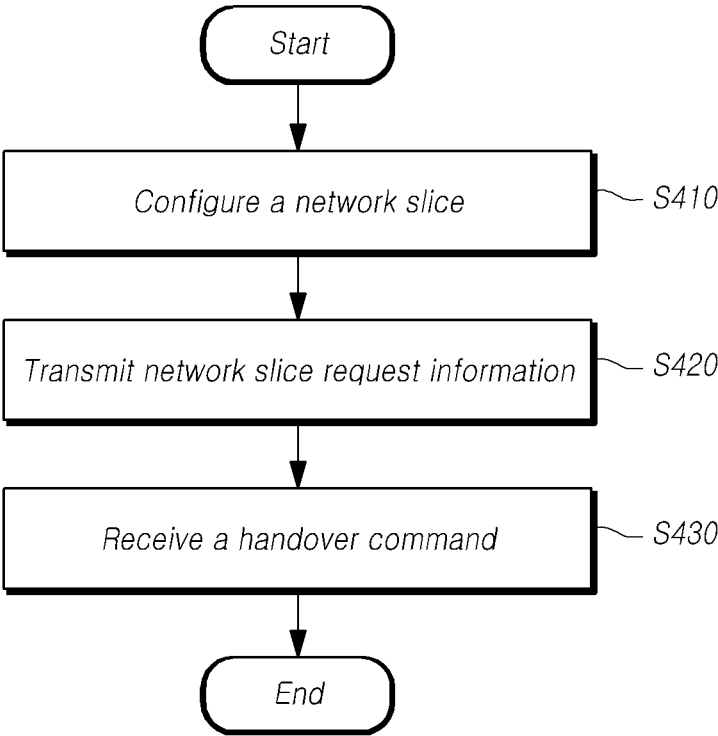 Start
Configure a network slice
S410
Transmit network slice request information
S420
Receive a handover command
S430
End